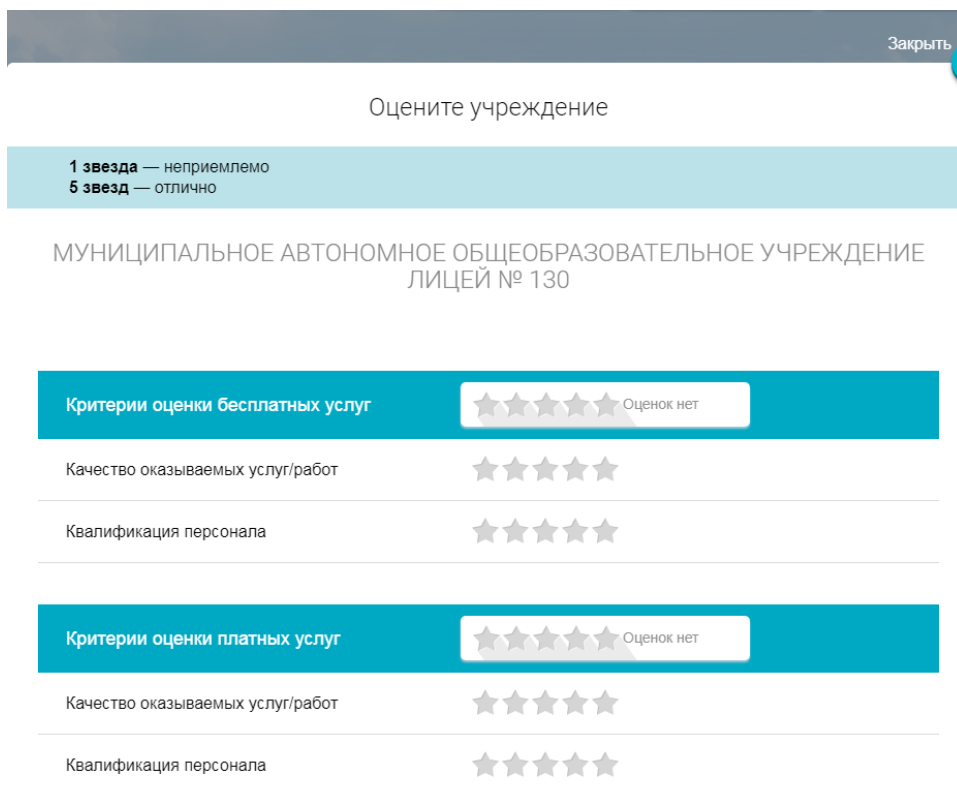 Закрыть
Оцените учреждение
1 звезда — неприемлемо
5 звезд — отлично
МУНИЦИПАЛЬНОЕ АВТОНОМНОЕ ОБЩЕОБРАЗОВАТЕЛЬНОЕ УЧРЕЖДЕНИЕ
ЛИЦЕЙ № 130
Критерии оценки бесплатных услуг Оценок нет
Качество оказываемых услуг/работ
Квалификация персонала
Критерии оценки платных услуг Оценок нет
Качество оказываемых услуг/работ
Квалификация персонала